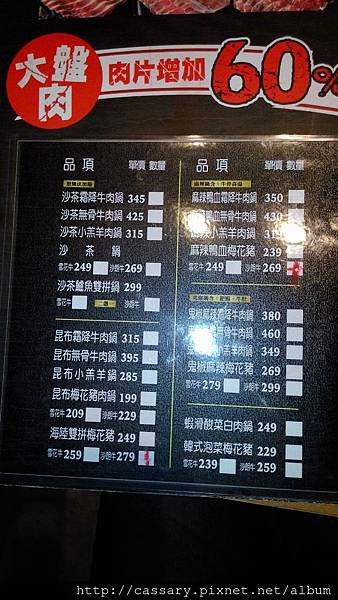 大盤肉
肉片增加60%
品項 單價 數量
沙茶霜降牛肉鍋 345
沙茶無骨牛肉鍋 425
沙茶小羔羊肉鍋 315
沙茶鍋
雪花牛 249 沙朗牛 269
沙茶鱸魚雙拼鍋 299
雪花牛
昆布霜降牛肉鍋 315
昆布無骨牛肉鍋 395
昆布小羔羊鍋 285
昆布梅花豬肉鍋 199
雪花牛 209 沙朗牛 229
海陸雙拼梅花豬 249
雪花牛 259 沙朗牛 279
品項 單價 數量
麻辣鴨血霜降牛肉鍋 350
麻辣鴨血無骨牛肉鍋 430
麻辣鴨血小羔羊肉鍋 315
麻辣鴨血梅花豬 239
雪花牛 249 沙朗牛 269
鬼椒麻辣霜降牛肉鍋 380
鬼椒麻辣無骨牛肉鍋 460
349
鬼椒麻辣梅花豬 269
雪花牛 279 沙朗牛 299
蝦滑酸菜白肉鍋 249
韓式泡菜梅花豬 229
雪花牛 239 沙朗牛 259
http://cassary.pixnet.net/album